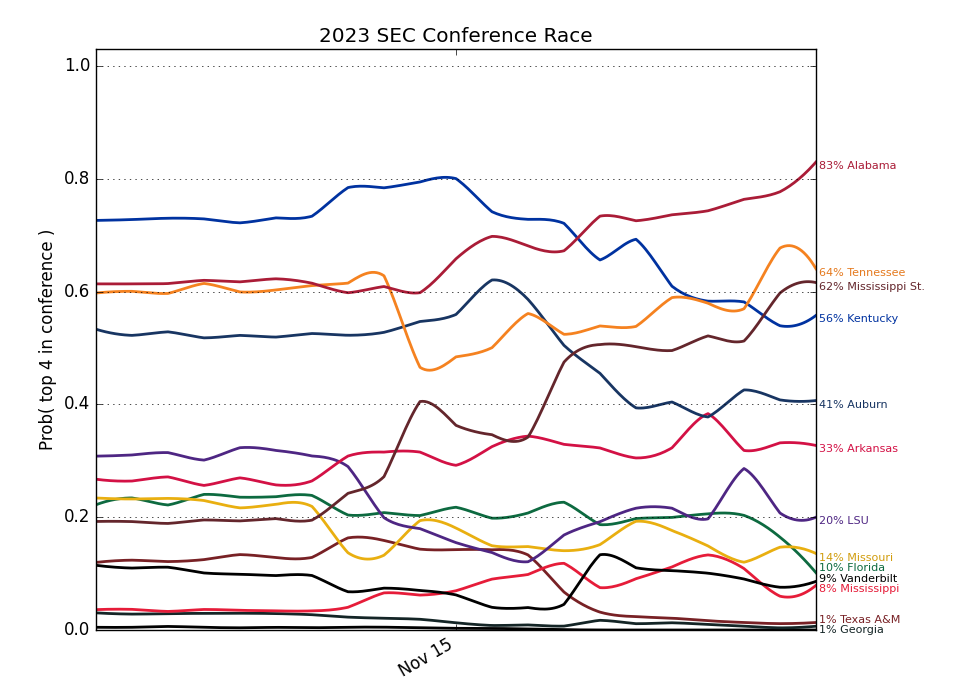 2023 SEC Conference Race
Prob( top 4 in conference )
1.0
0.8
0.6
0.4
0.2
0.0
Nov 15
83% Alabama
64% Tennessee
62% Mississippi St.
56% Kentucky
41% Auburn
33% Arkansas
20% LSU
14% Missouri
10% Florida
9% Vanderbilt
8% Mississippi
1% Texas A&M
1% Georgia